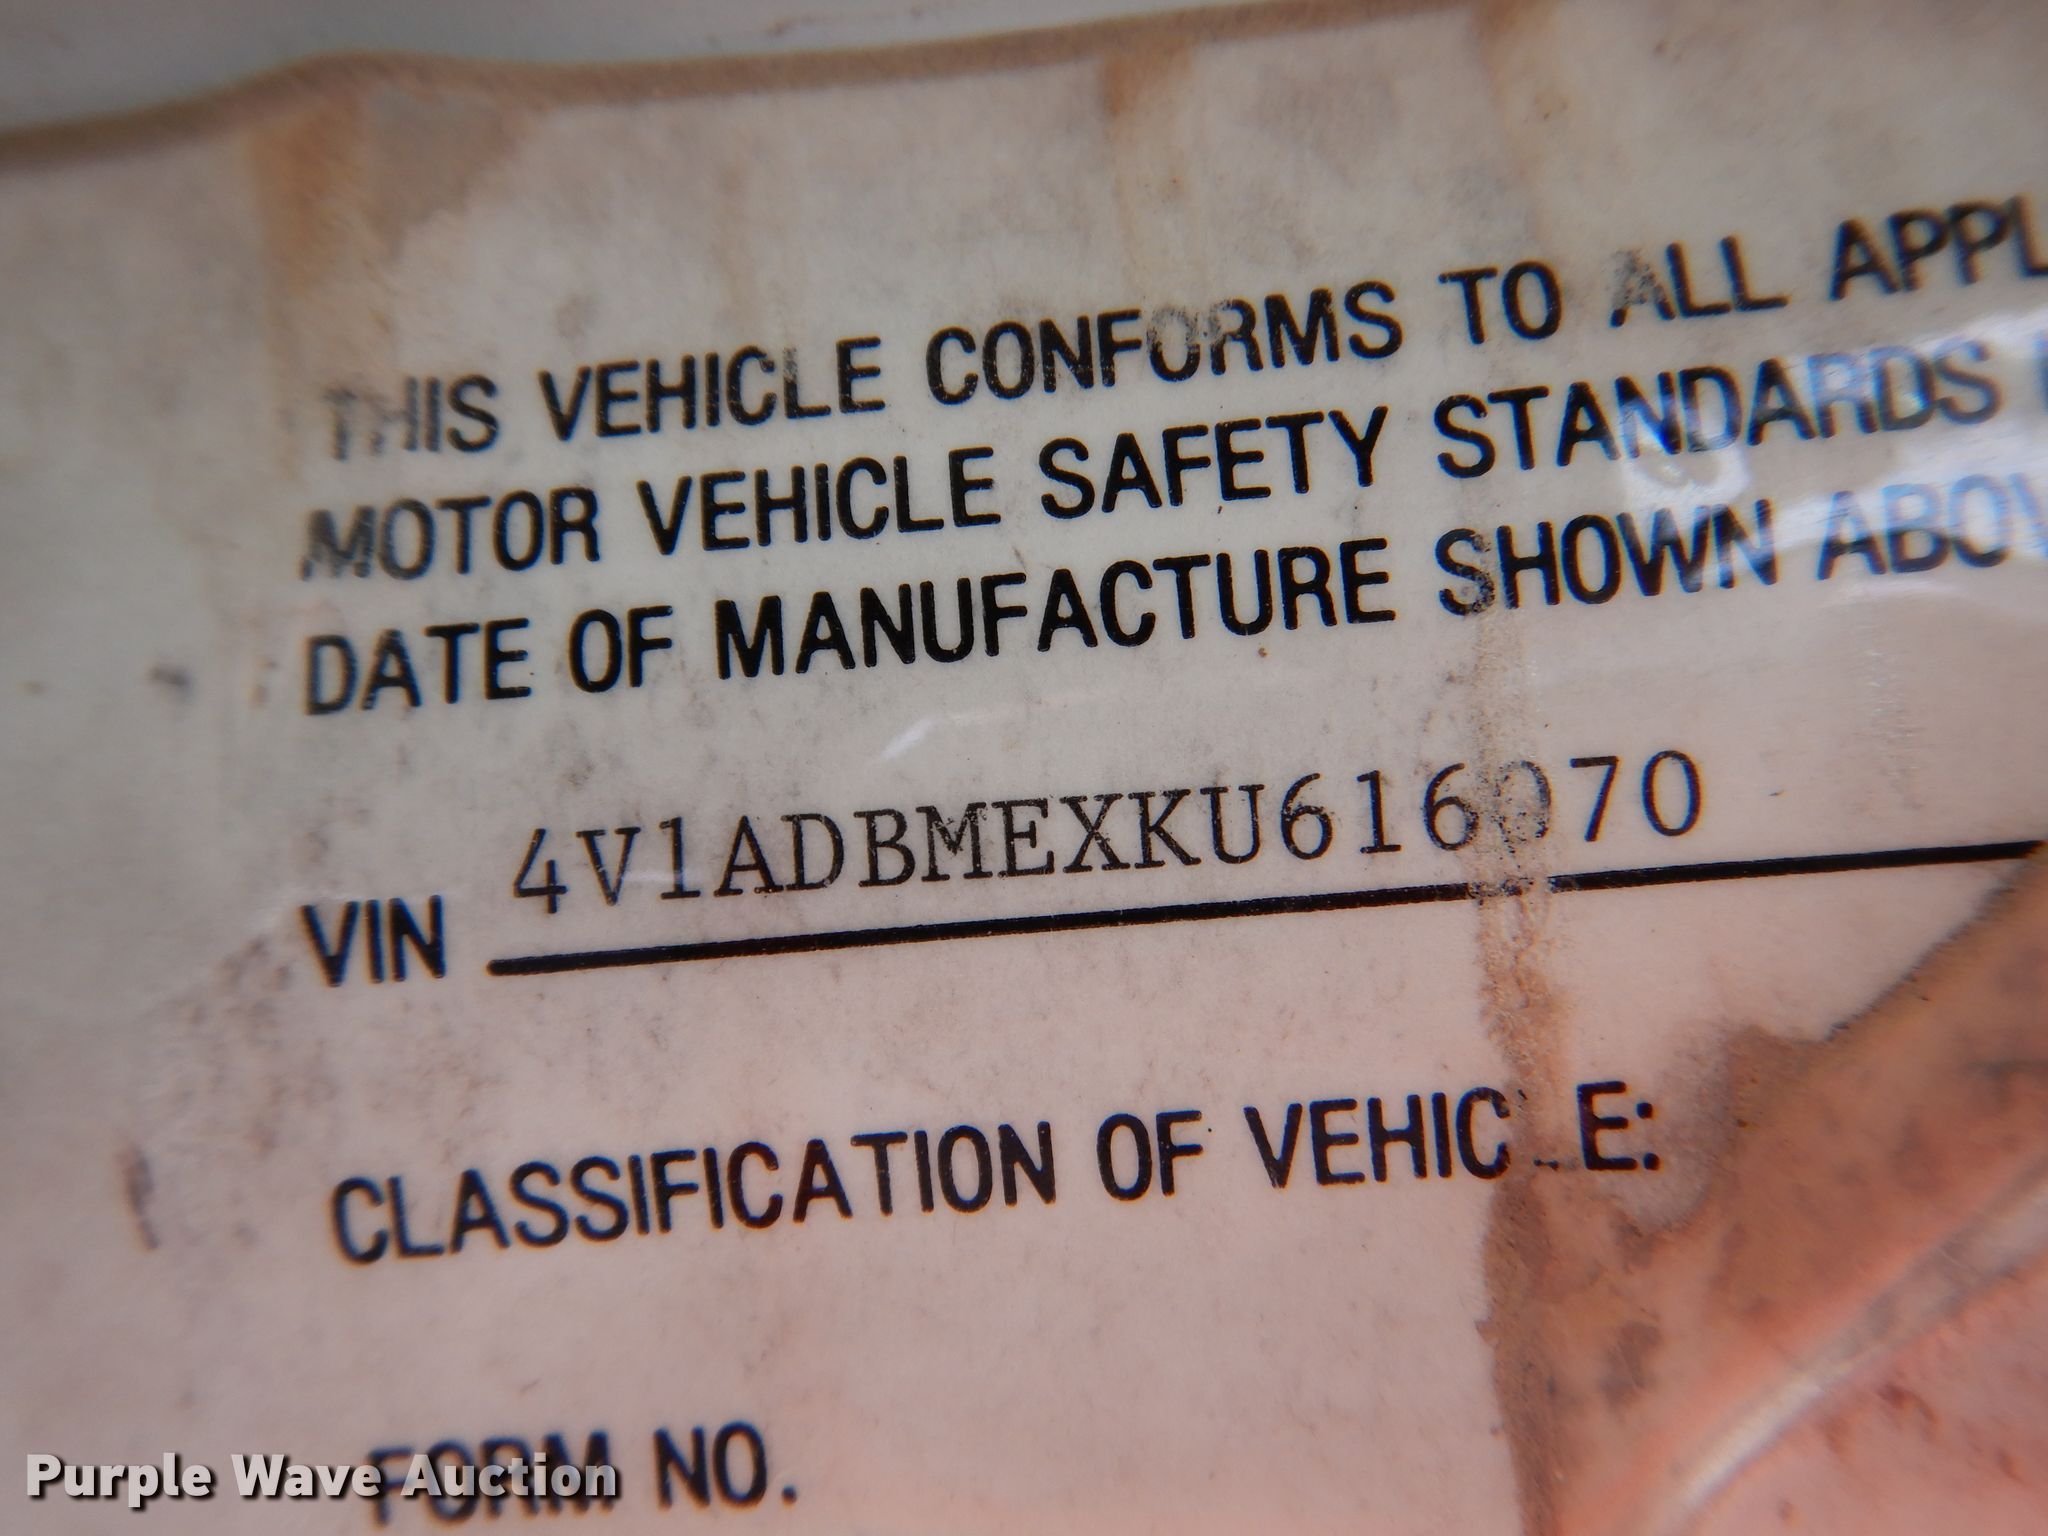 THIS VEHICLE CONFORMS TO ALL APPL
MOTOR VEHICLE SAFETY STANDARDS
DATE OF MANUFACTURE SHOWN ABOV
VIN 4V1ADBMEXKU616070
CLASSIFICATION OF VEHICLE:
FORM NO.
Purple Wave Auction